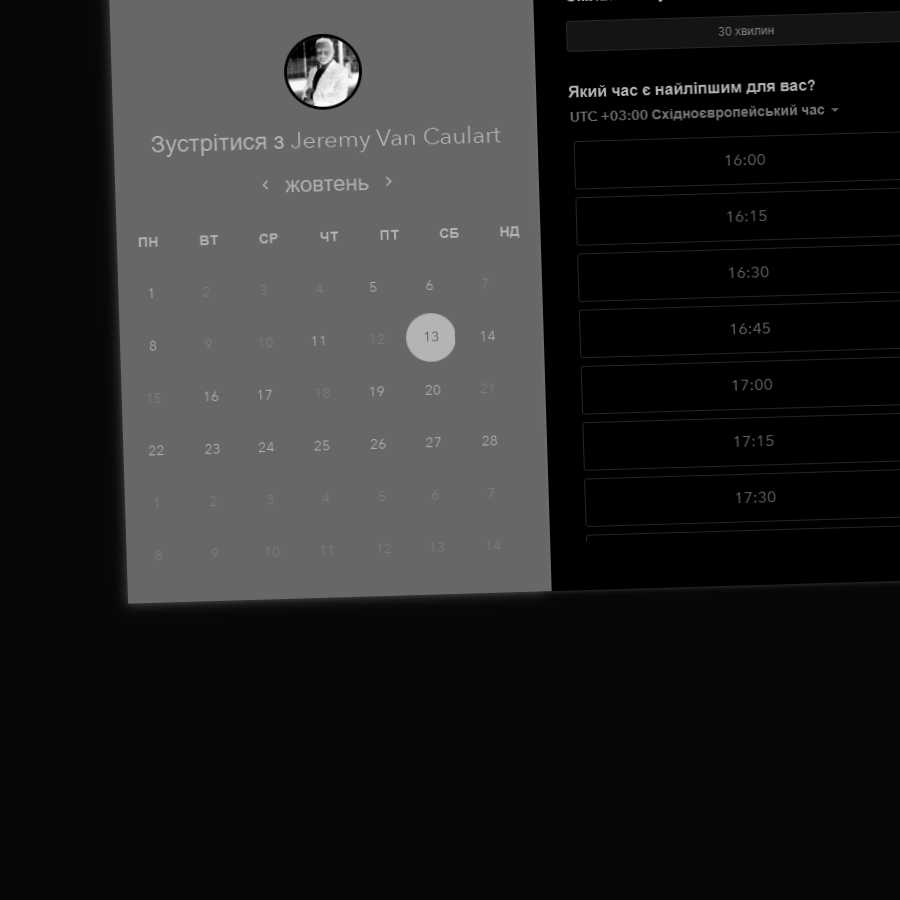 Зустрітися з Jeremy Van Caulart
жовтень
ПН ВТ СР ЧТ ПТ СБ НД
1 2 3 4 5 6 7
8 9 10 11 12 13 14
15 16 17 18 19 20 21
22 23 24 25 26 27 28
1 2 3 4 5 6 7
8 9 10 11 12 13 14
30 хвилин
Який час є найліпшим для вас?
UTC +03:00 Східноєвропейський час
16:00
16:15
16:30
16:45
17:00
17:15
17:30